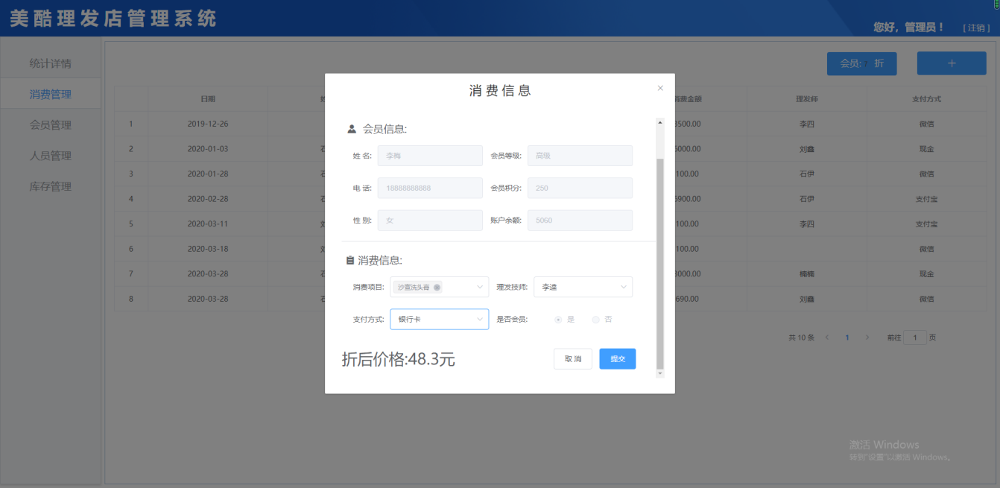 美酷理发店管理系统
您好，管理员！ [ 注销 ]
统计详情
消费管理
会员管理
人员管理
库存管理
会员: 折
+
日期 消费金额 理发师 支付方式
1 2019-12-26 3500.00 李四 微信
2 2020-01-03 5000.00 刘鑫 现金
3 2020-01-28 100.00 石伊 微信
4 2020-02-28 5900.00 石伊 支付宝
5 2020-03-11 100.00 李四 支付宝
6 2020-03-18 100.00 微信
7 2020-03-28 3000.00 楠楠 现金
8 2020-03-28 690.00 刘鑫 微信
共 10 条 < 1 > 前往 1 页
消费信息 ×
会员信息:
姓 名: 李梅 会员等级: 高级
电 话: 18888888888 会员积分: 250
性 别: 女 账户余额: 5060
消费信息:
消费项目: 沙宣洗头膏 理发技师: 李逵
支付方式: 银行卡 是否会员: 是 否
折后价格:48.3元 取 消 提交
激活 Windows
转到"设置"以激活 Windows。